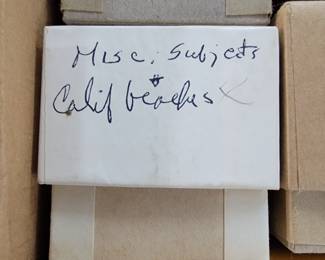 Misc. Subjects
&
Calif beaches X